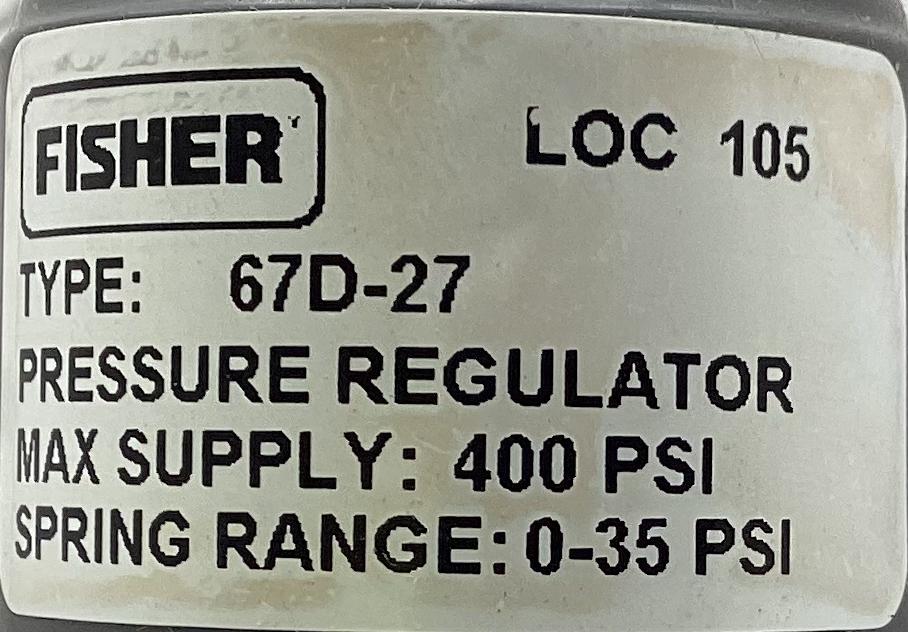 FISHER LOC 105
TYPE: 67D-27
PRESSURE REGULATOR
MAX SUPPLY: 400 PSI
SPRING RANGE: 0-35 PSI